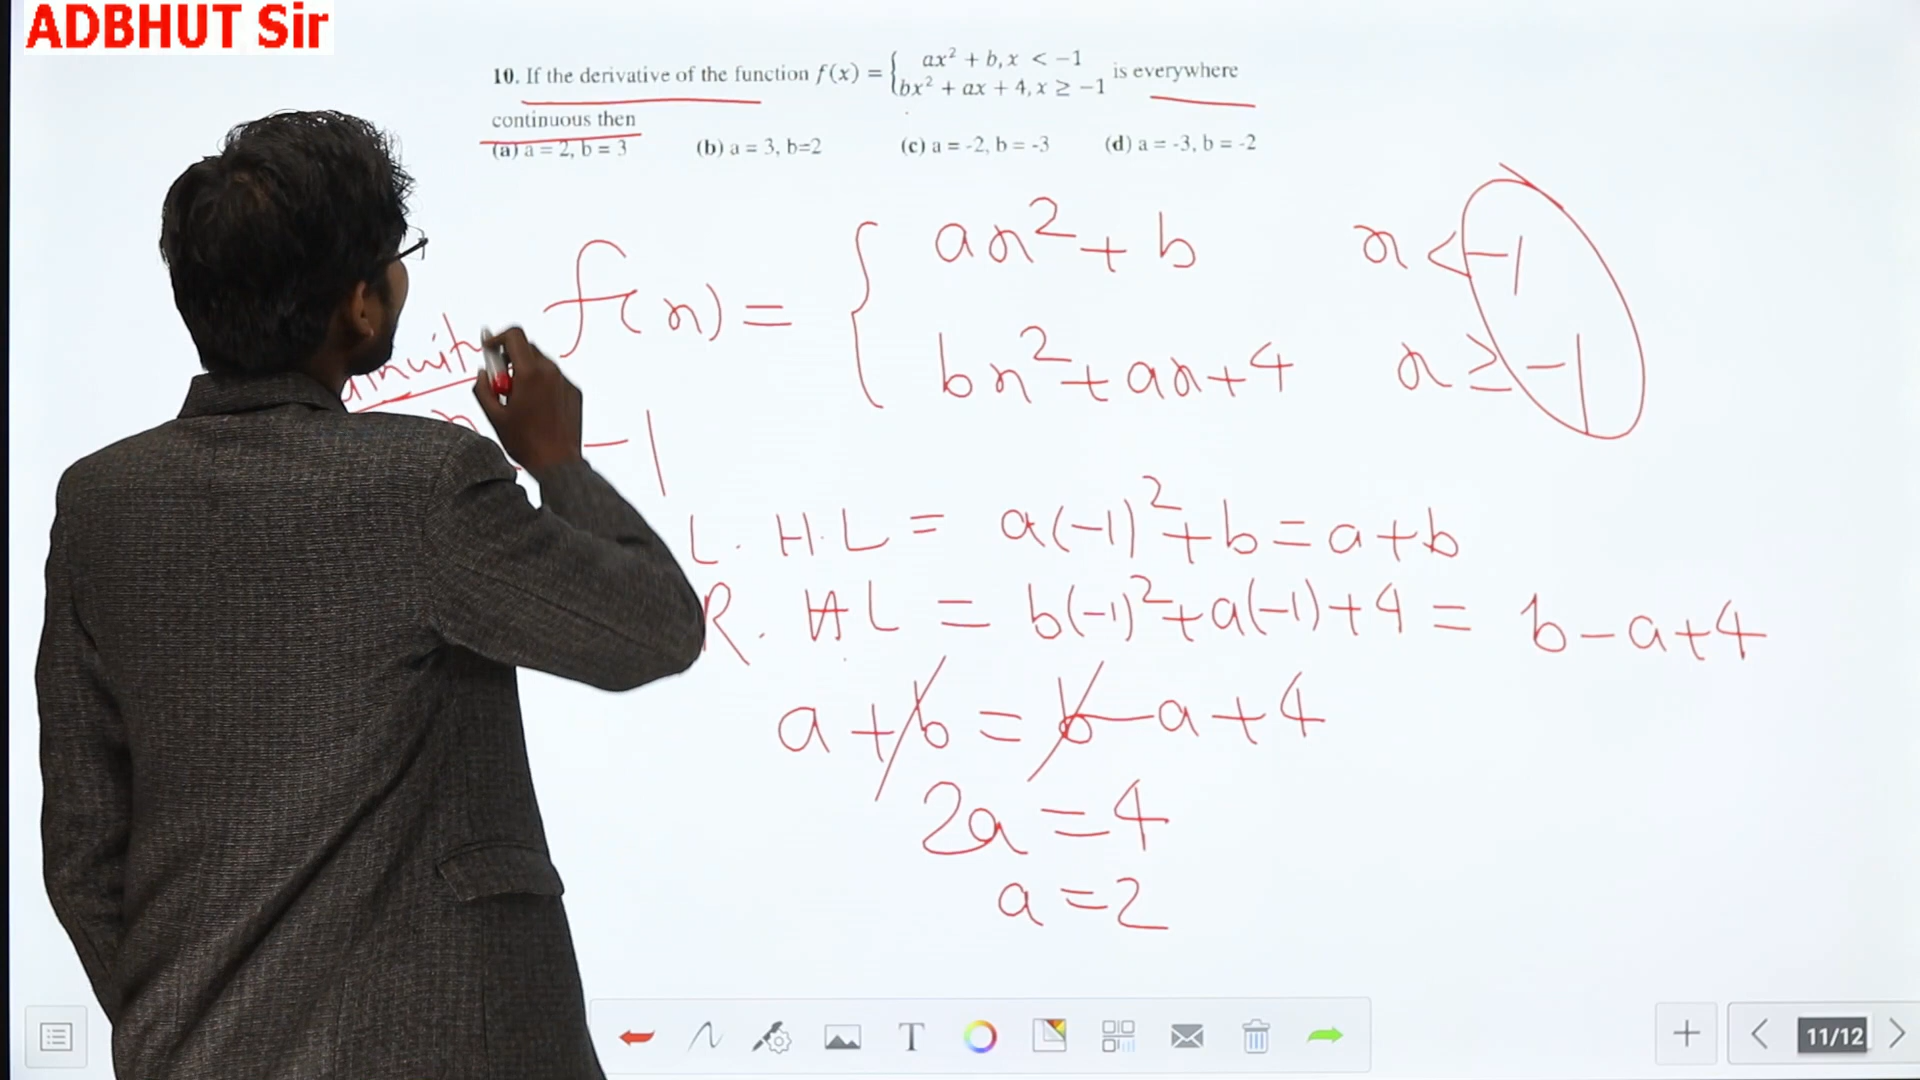 ADBHUT Sir
10. If the derivative of the function f(x) = { ax² + b, x < −1
bx² + ax + 4, x ≥ −1 is everywhere
continuous then
(a) a = 2, b = 3 (b) a = 3, b=2 (c) a = -2, b = -3 (d) a = -3, b = -2
f(x) = { ax² + b x < −1
bx² + ax + 4 x ≥ −1
−1
L. H.L = a(−1)² + b = a + b
R. HL = b(−1)² + a(−1) + 4 = b − a + 4
a + b = b − a + 4
2a = 4
a = 2
T
11/12